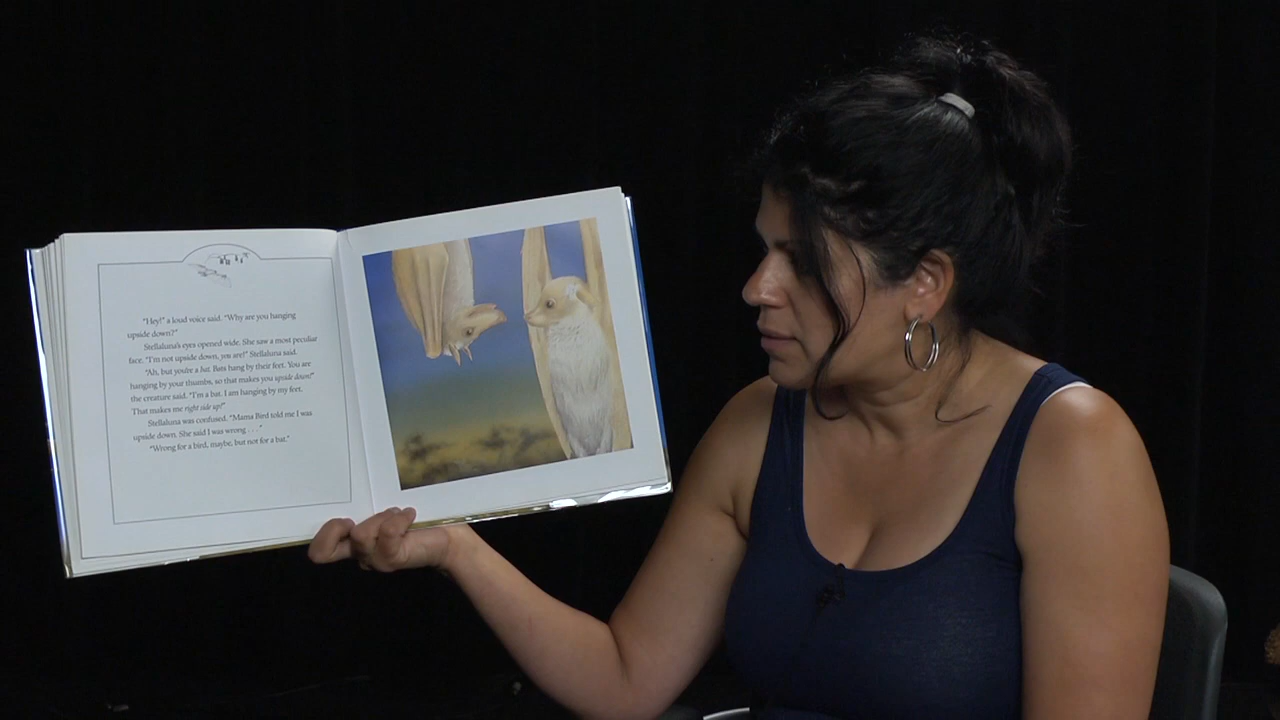 "Hey!" a loud voice said. "Why are you hanging
upside down?"
Stellaluna's eyes opened wide. She saw a most peculiar
face. "I'm not upside down, you are!" Stellaluna said.
"Ah, but you're a bat. Bats hang by their feet. You are
hanging by your thumbs, so that makes you upside down!"
the creature said. "I'm a bat. I am hanging by my feet.
That makes me right side up!"
Stellaluna was confused. "Mama Bird told me I was
upside down. She said I was wrong . . ."
"Wrong for a bird, maybe, but not for a bat."